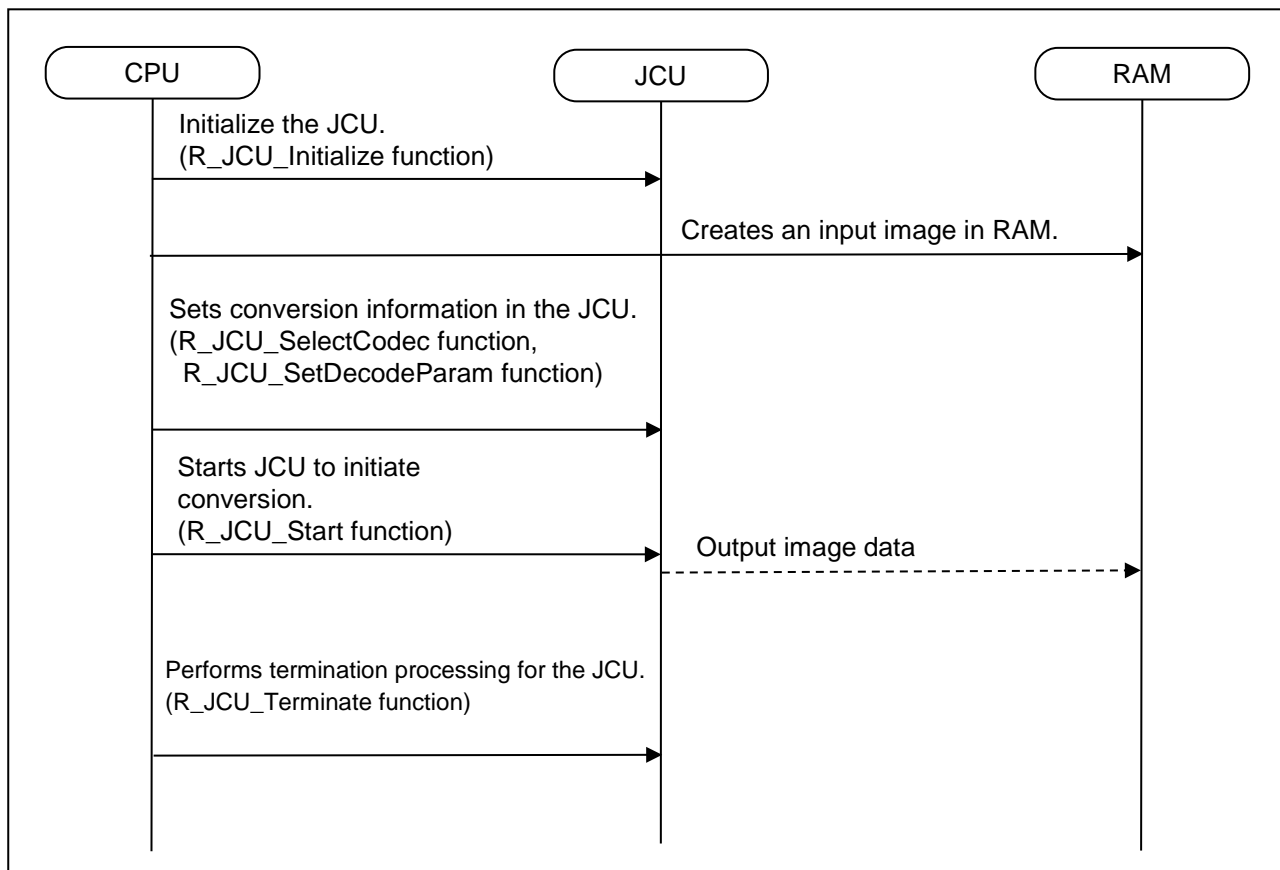 CPU
JCU
RAM
Initialize the JCU.
(R_JCU_Initialize function)
Creates an input image in RAM.
Sets conversion information in the JCU.
(R_JCU_SelectCodec function,
R_JCU_SetDecodeParam function)
Starts JCU to initiate
conversion.
(R_JCU_Start function)
Output image data
Performs termination processing for the JCU.
(R_JCU_Terminate function)